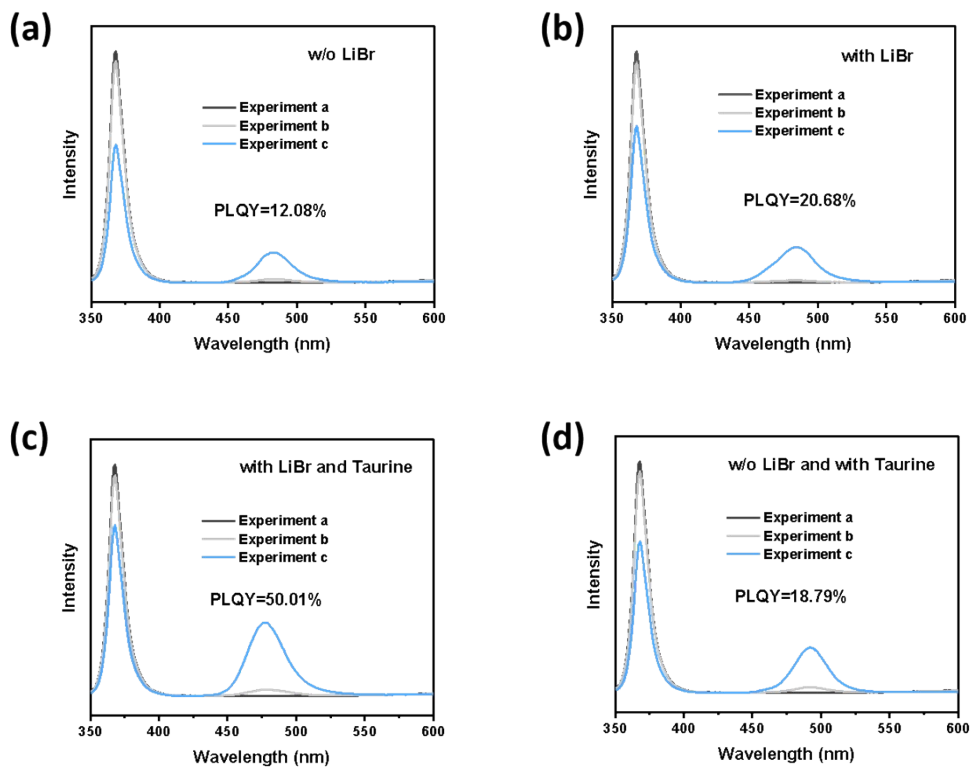 (a)
w/o LiBr
Experiment a
Experiment b
Experiment c
PLQY=12.08%
Intensity
350 400 450 500 550 600
Wavelength (nm)
(b)
with LiBr
Experiment a
Experiment b
Experiment c
PLQY=20.68%
Intensity
350 400 450 500 550 600
Wavelength (nm)
(c)
with LiBr and Taurine
Experiment a
Experiment b
Experiment c
PLQY=50.01%
Intensity
350 400 450 500 550 600
Wavelength (nm)
(d)
w/o LiBr and with Taurine
Experiment a
Experiment b
Experiment c
PLQY=18.79%
Intensity
350 400 450 500 550 600
Wavelength (nm)